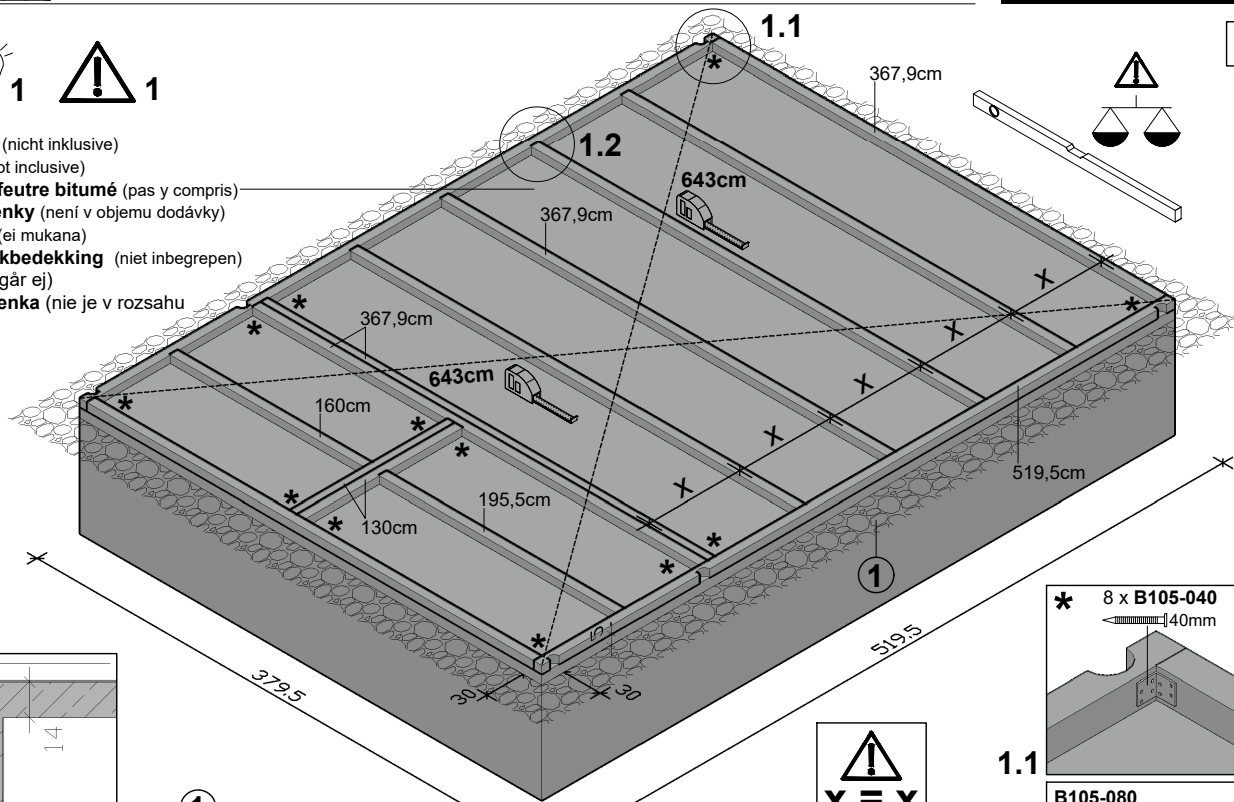 1.1
1
1
367,9cm
(nicht inklusive)
ot inclusive)
feutre bitumé (pas y compris)
enky (není v objemu dodávky)
(ei mukana)
kbedekking (niet inbegrepen)
går ej)
enka (nie je v rozsahu
1.2
643cm
367,9cm
X
*
*
*
*
X
367,9cm
X
643cm
160cm
*
*
X
*
519,5cm
X
195,5cm
*
130cm
*
*
*
*
1
5
519.5
379.5
30
30
* 8 x B105-040
40mm
14
1.1
X = X
B105-080
1